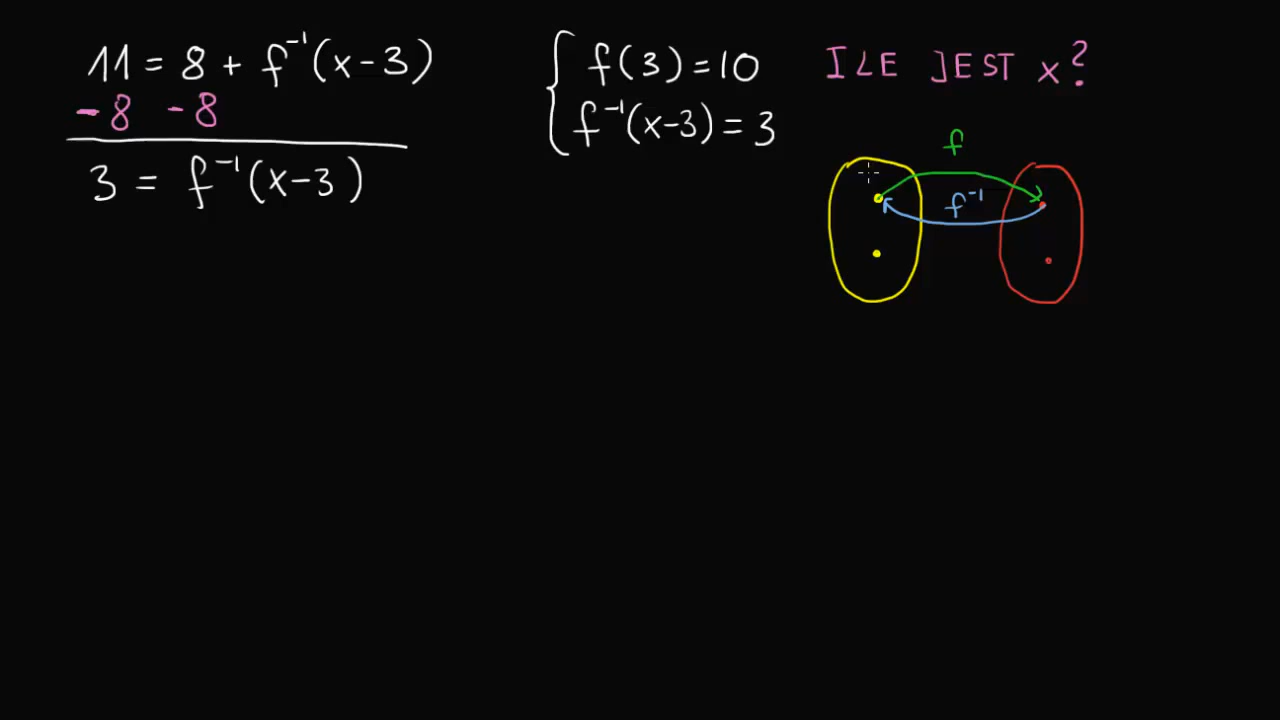 11 = 8 + f⁻¹(x-3)
-8 -8
3 = f⁻¹(x-3)
f(3) = 10
f⁻¹(x-3) = 3
ILE JEST x?
f
f⁻¹